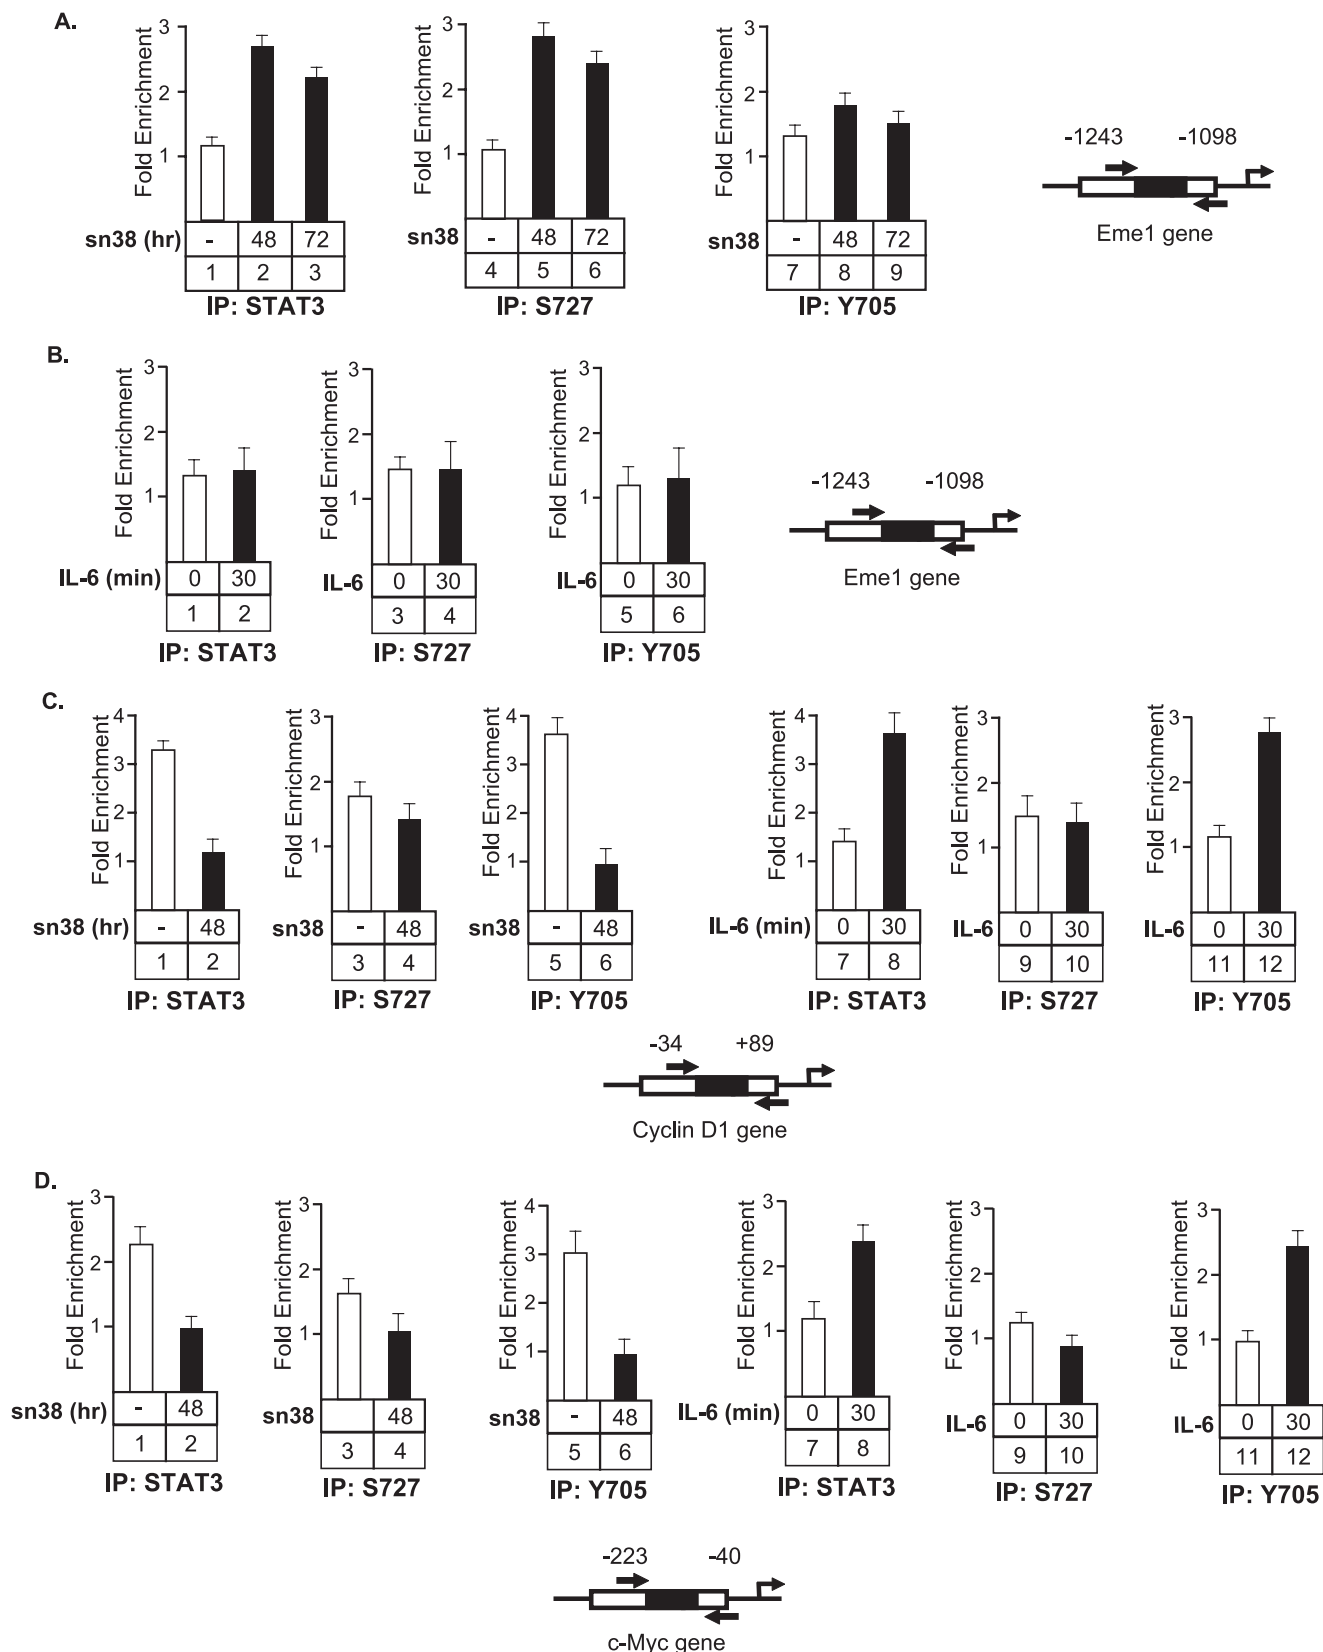 A.
Fold Enrichment
3
2
1
sn38 (hr) - 48 72
1 2 3
IP: STAT3
Fold Enrichment
3
2
1
sn38 - 48 72
4 5 6
IP: S727
Fold Enrichment
3
2
1
sn38 - 48 72
7 8 9
IP: Y705
-1243 -1098
Eme1 gene
B.
Fold Enrichment
3
2
1
IL-6 (min) 0 30
1 2
IP: STAT3
Fold Enrichment
3
2
1
IL-6 0 30
3 4
IP: S727
Fold Enrichment
3
2
1
IL-6 0 30
5 6
IP: Y705
-1243 -1098
Eme1 gene
C.
Fold Enrichment
4
3
2
1
sn38 (hr) - 48
1 2
IP: STAT3
Fold Enrichment
3
2
1
sn38 - 48
3 4
IP: S727
Fold Enrichment
4
3
2
1
sn38 - 48
5 6
IP: Y705
Fold Enrichment
4
3
2
1
IL-6 (min) 0 30
7 8
IP: STAT3
Fold Enrichment
3
2
1
IL-6 0 30
9 10
IP: S727
Fold Enrichment
3
2
1
IL-6 0 30
11 12
IP: Y705
-34 +89
Cyclin D1 gene
D.
Fold Enrichment
3
2
1
sn38 (hr) - 48
1 2
IP: STAT3
Fold Enrichment
3
2
1
sn38 48
3 4
IP: S727
Fold Enrichment
4
3
2
1
sn38 - 48
5 6
IP: Y705
Fold Enrichment
3
2
1
IL-6 (min) 0 30
7 8
IP: STAT3
Fold Enrichment
3
2
1
IL-6 0 30
9 10
IP: S727
Fold Enrichment
3
2
1
IL-6 0 30
11 12
IP: Y705
-223 -40
c-Myc gene